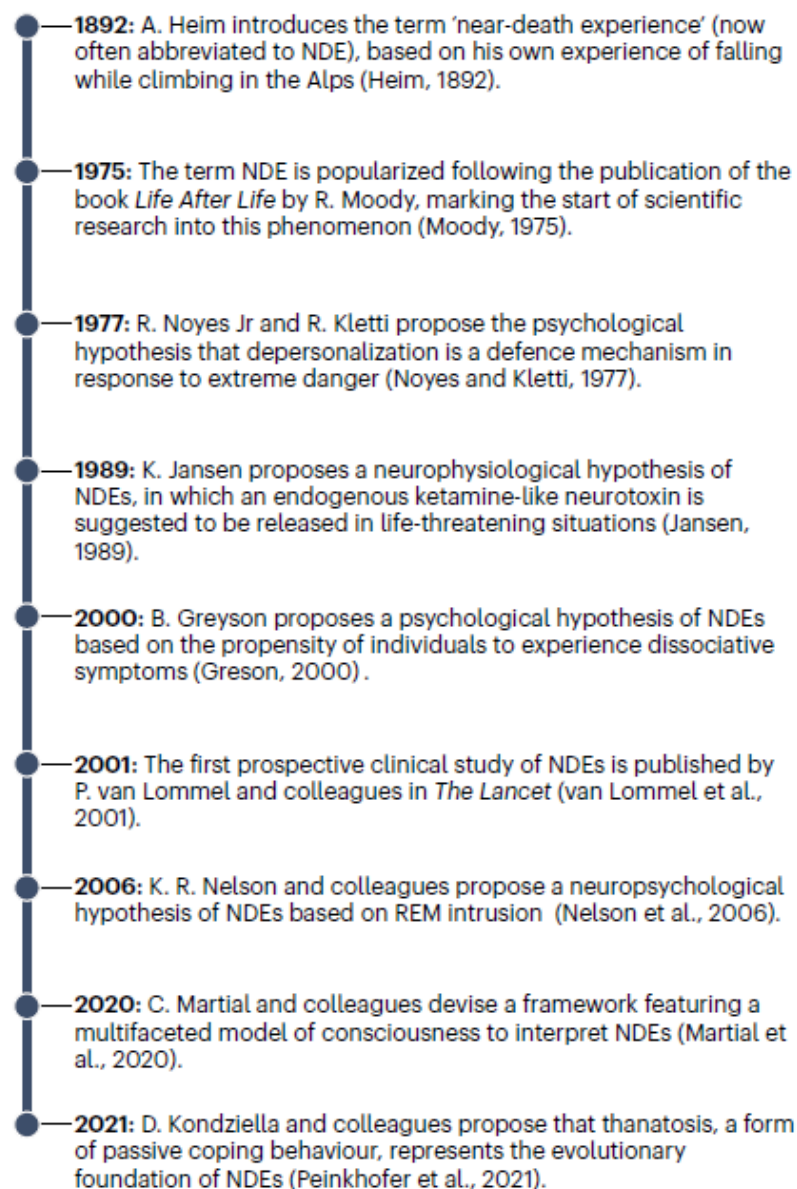 1892: A. Heim introduces the term ‘near-death experience’ (now
often abbreviated to NDE), based on his own experience of falling
while climbing in the Alps (Heim, 1892).
1975: The term NDE is popularized following the publication of the
book Life After Life by R. Moody, marking the start of scientific
research into this phenomenon (Moody, 1975).
1977: R. Noyes Jr and R. Kletti propose the psychological
hypothesis that depersonalization is a defence mechanism in
response to extreme danger (Noyes and Kletti, 1977).
1989: K. Jansen proposes a neurophysiological hypothesis of
NDEs, in which an endogenous ketamine-like neurotoxin is
suggested to be released in life-threatening situations (Jansen,
1989).
2000: B. Greyson proposes a psychological hypothesis of NDEs
based on the propensity of individuals to experience dissociative
symptoms (Greson, 2000).
2001: The first prospective clinical study of NDEs is published by
P. van Lommel and colleagues in The Lancet (van Lommel et al.,
2001).
2006: K. R. Nelson and colleagues propose a neuropsychological
hypothesis of NDEs based on REM intrusion (Nelson et al., 2006).
2020: C. Martial and colleagues devise a framework featuring a
multifaceted model of consciousness to interpret NDEs (Martial et
al., 2020).
2021: D. Kondziella and colleagues propose that thanatosis, a form
of passive coping behaviour, represents the evolutionary
foundation of NDEs (Peinkhofer et al., 2021).